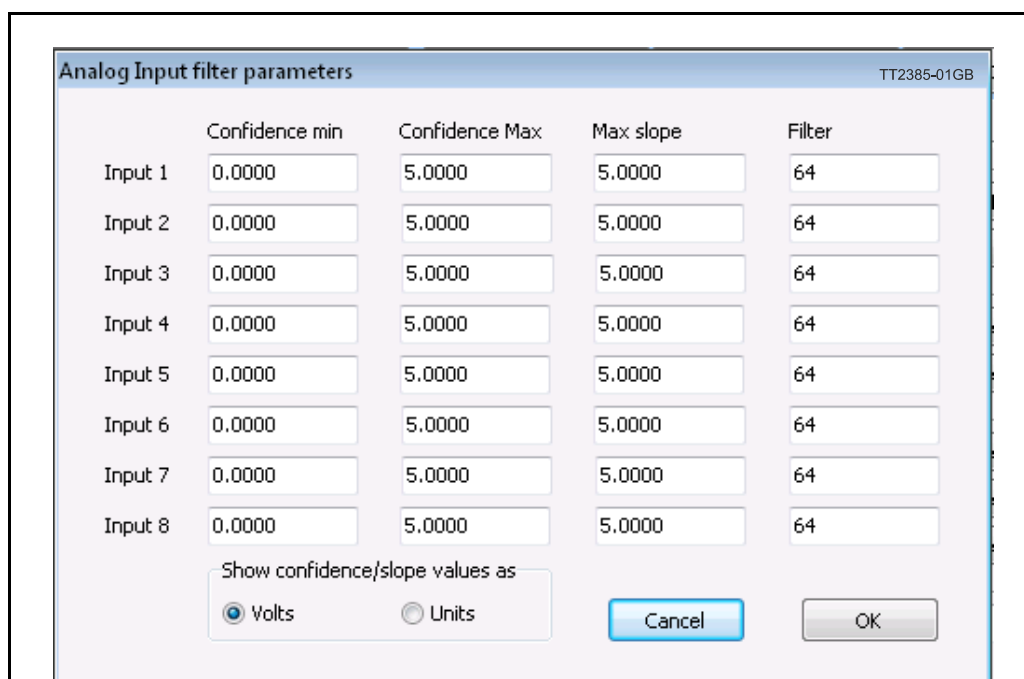 Analog Input filter parameters TT2385-01GB
Confidence min Confidence Max Max slope Filter
Input 1 0.0000 5.0000 5.0000 64
Input 2 0.0000 5.0000 5.0000 64
Input 3 0.0000 5.0000 5.0000 64
Input 4 0.0000 5.0000 5.0000 64
Input 5 0.0000 5.0000 5.0000 64
Input 6 0.0000 5.0000 5.0000 64
Input 7 0.0000 5.0000 5.0000 64
Input 8 0.0000 5.0000 5.0000 64
Show confidence/slope values as
Volts Units Cancel OK